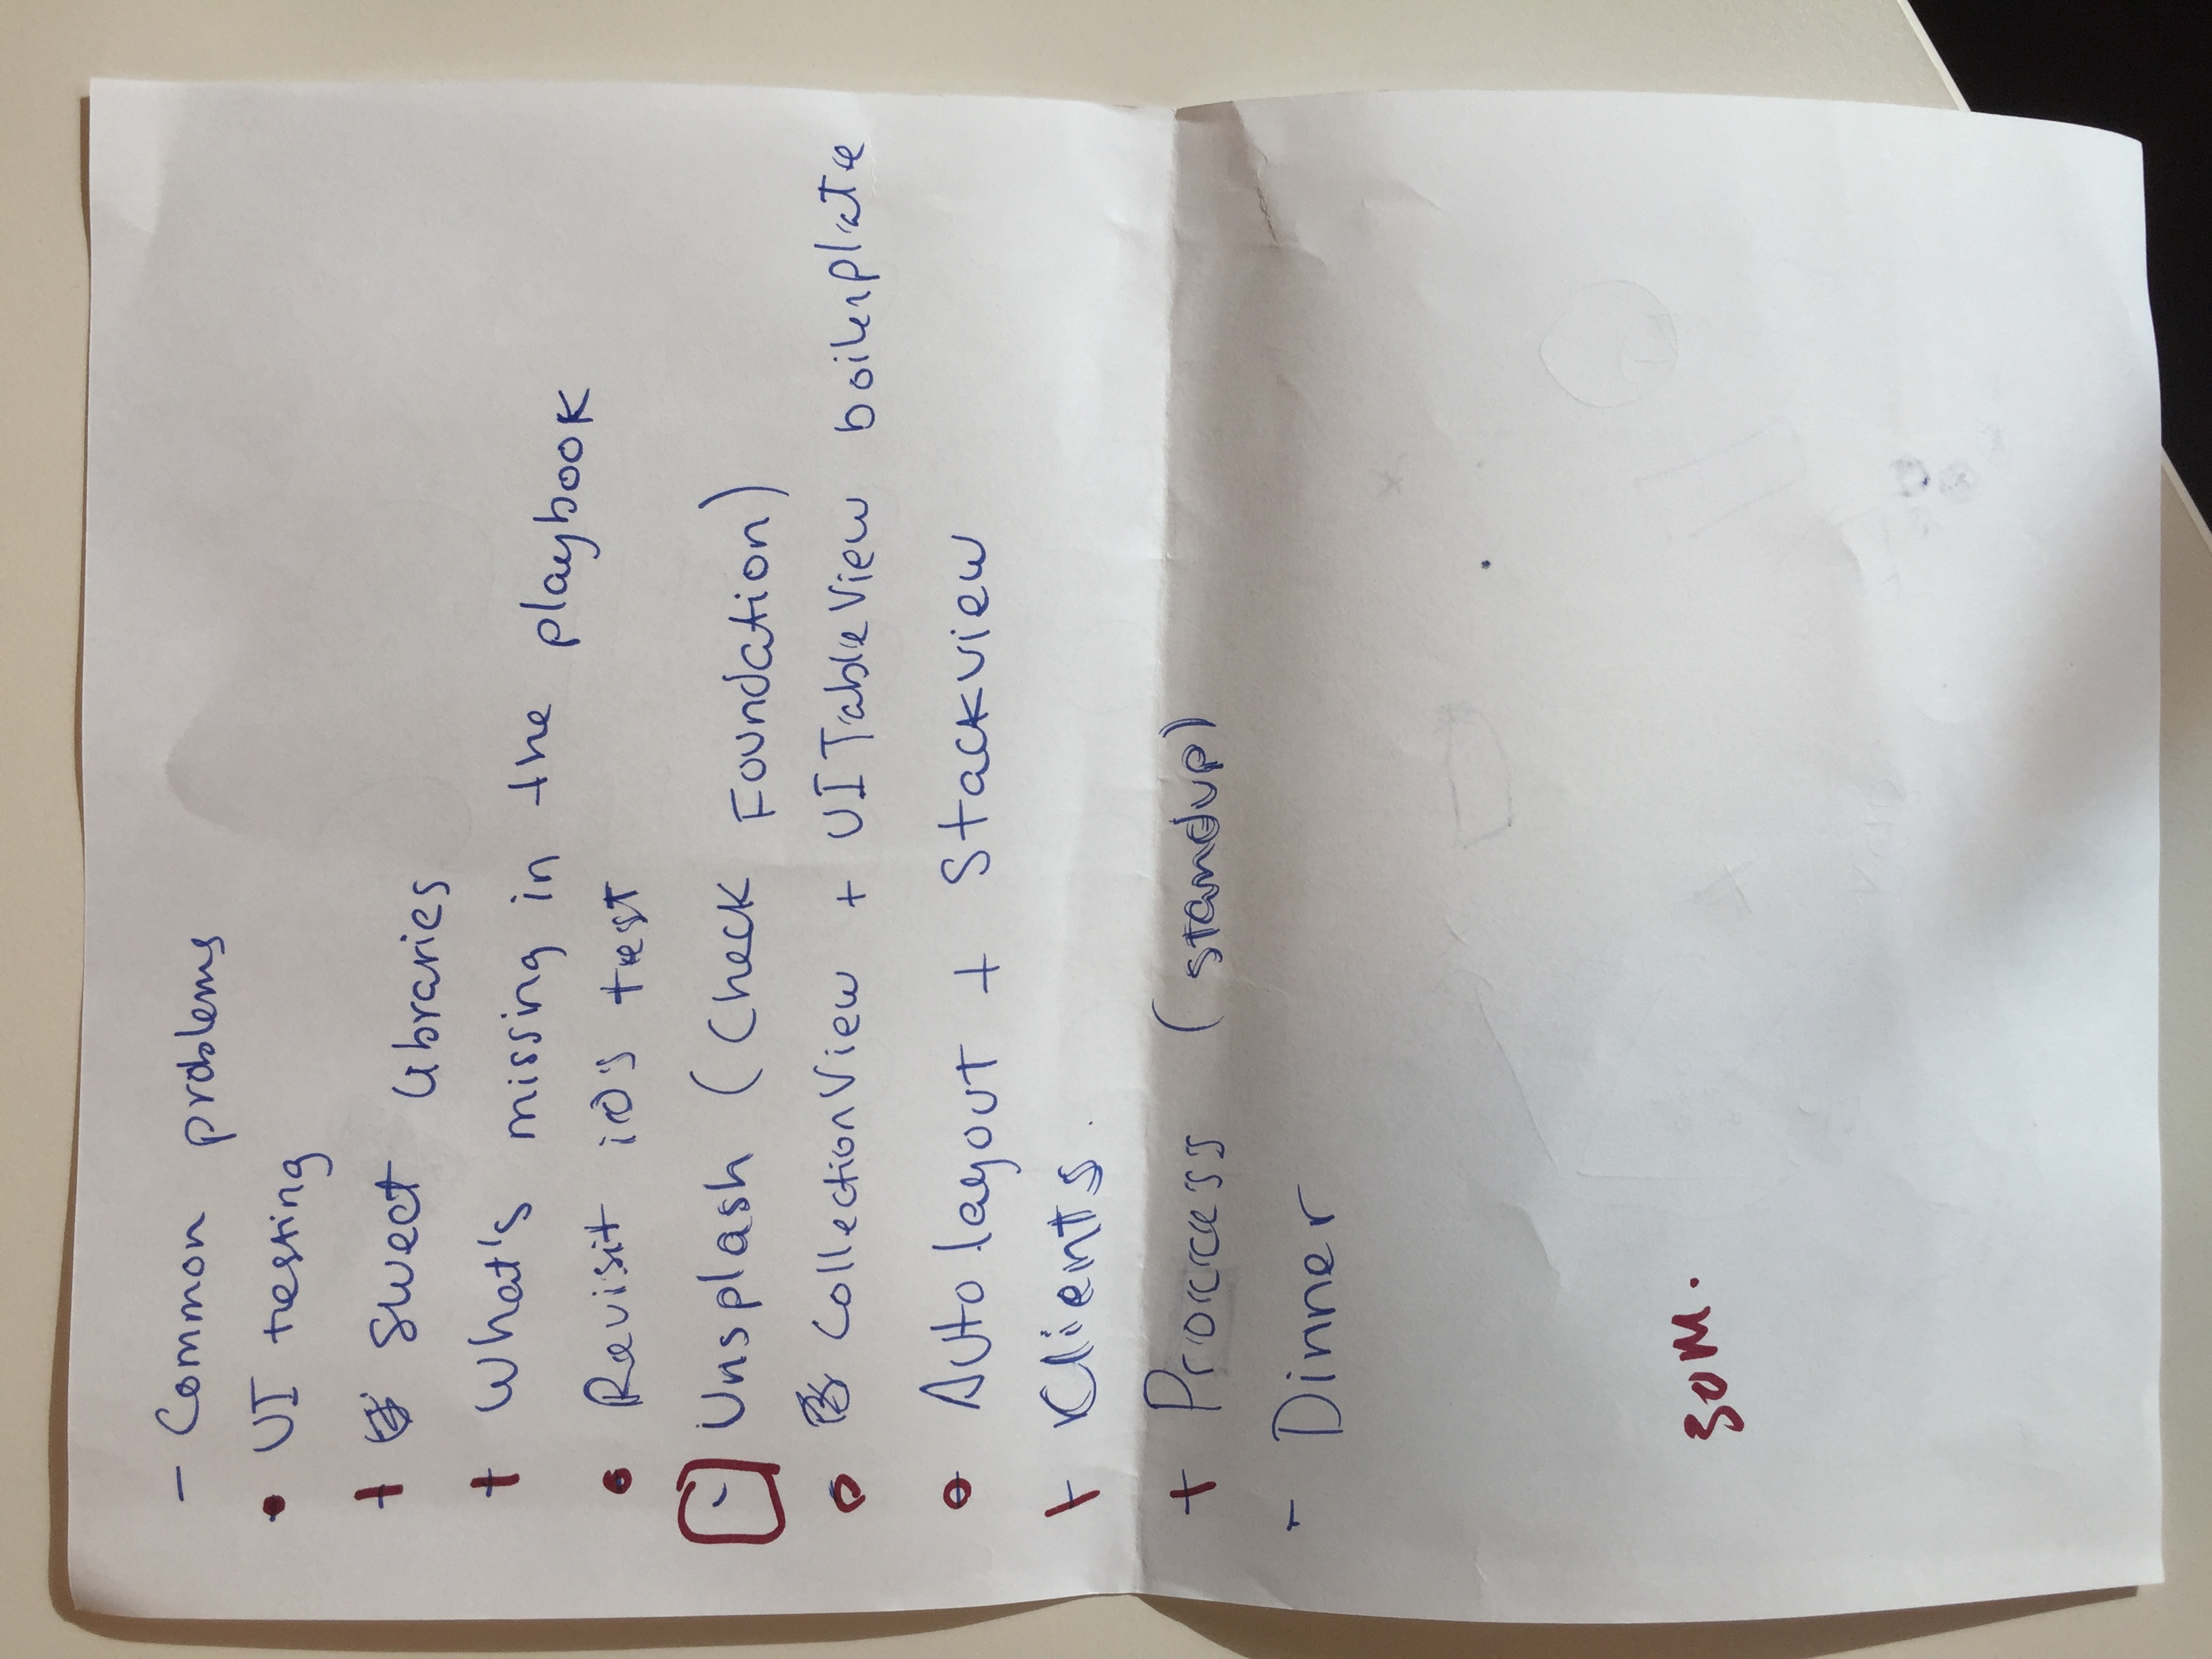 - Common problems
• UI testing
+ Sweet libraries
+ What's missing in the playbook
• Revisit iOS test
- Unsplash (Check Foundation)
o CollectionView + UITableView boilerplate
o Auto layout + Stackview
+ Clients.
+ Proccess (standup)
- Dinner
30M.